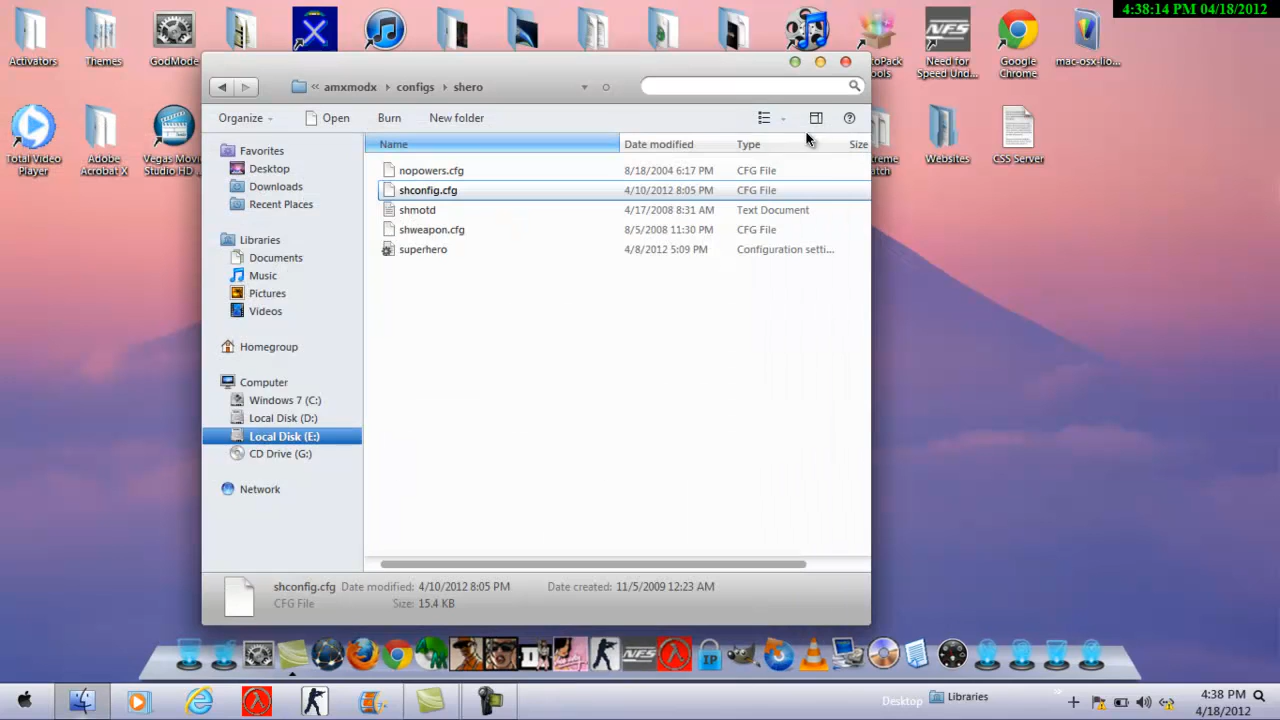 4:38:14 PM 04/18/2012
Activators
Themes
GodMode
Need for
Speed Und...
Google
Chrome
mac-osx-lio...
Total Video
Player
Adobe
Acrobat X
Vegas Movi...
Studio HD ...
Websites
CSS Server
« amxmodx configs shero
Organize Open Burn New folder
Name Date modified Type Size
nopowers.cfg 8/18/2004 6:17 PM CFG File
shconfig.cfg 4/10/2012 8:05 PM CFG File
shmotd 4/17/2008 8:31 AM Text Document
shweapon.cfg 8/5/2008 11:30 PM CFG File
superhero 4/8/2012 5:09 PM Configuration setti...
Favorites
Desktop
Downloads
Recent Places
Libraries
Documents
Music
Pictures
Videos
Homegroup
Computer
Windows 7 (C:)
Local Disk (D:)
Local Disk (E:)
CD Drive (G:)
Network
shconfig.cfg Date modified: 4/10/2012 8:05 PM Date created: 11/5/2009 12:23 AM
CFG File Size: 15.4 KB
NFS
IP
Desktop Libraries
4:38 PM
4/18/2012